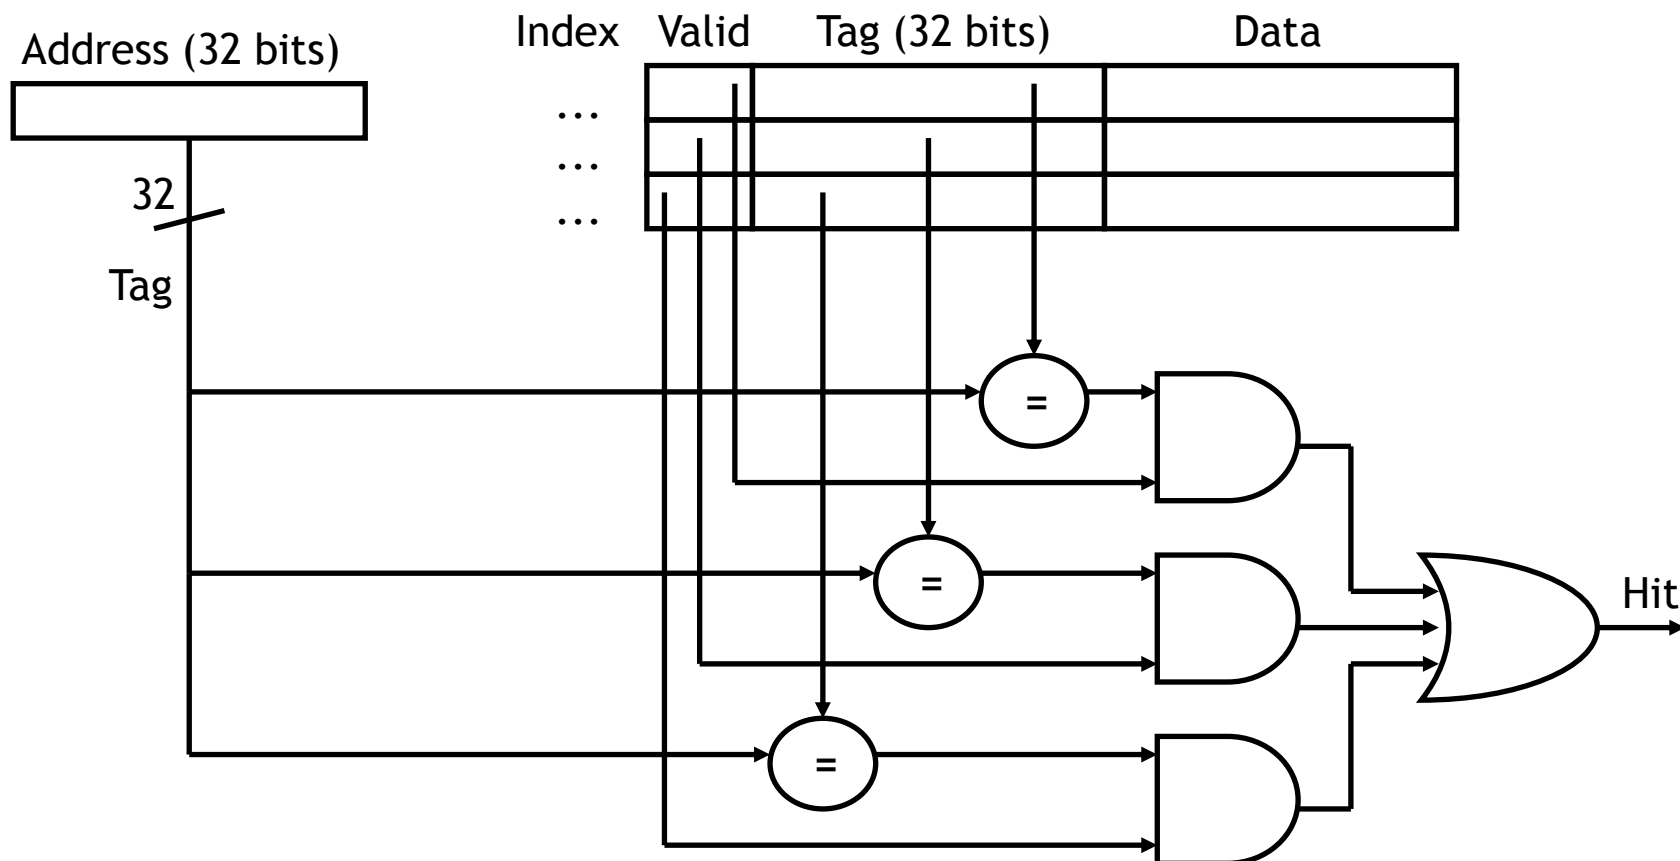 Address (32 bits)
Index Valid Tag (32 bits) Data
...
...
...
32
Tag
=
=
=
Hit